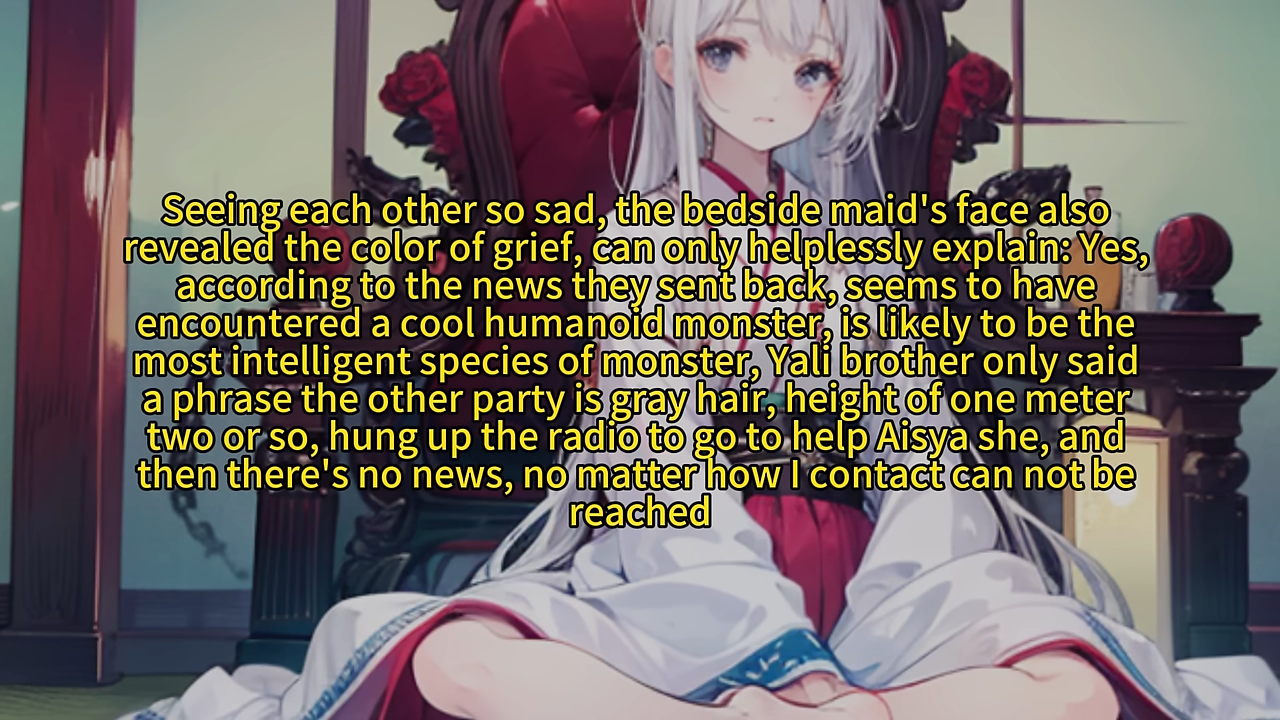 Seeing each other so sad, the bedside maid's face also
revealed the color of grief, can only helplessly explain: Yes,
according to the news they sent back, seems to have
encountered a cool humanoid monster, is likely to be the
most intelligent species of monster, Yali brother only said
a phrase the other party is gray hair, height of one meter
two or so, hung up the radio to go to help Aisya she, and
then there's no news, no matter how I contact can not be
reached